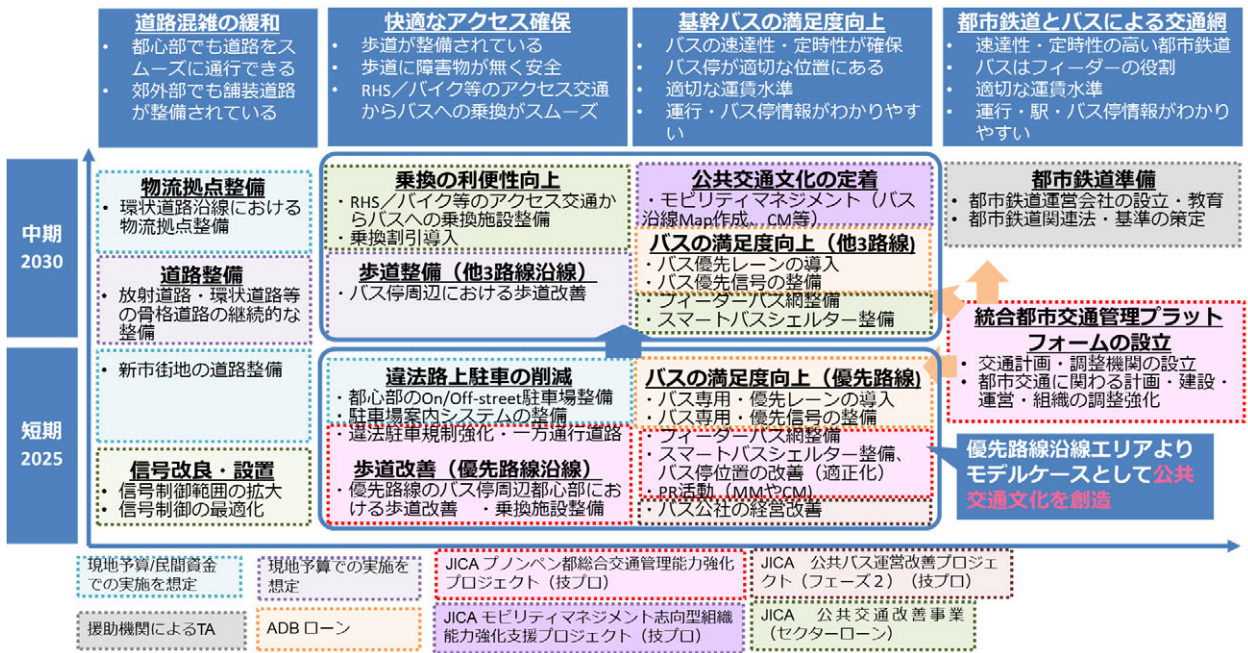 道路混雑の緩和
• 都心部でも道路をス
ムーズに通行できる
• 郊外部でも舗装道路
が整備されている
快適なアクセス確保
• 歩道が整備されている
• 歩道に障害物が無く安全
• RHS／バイク等のアクセス交通
からバスへの乗換がスムーズ
基幹バスの満足度向上
• バスの速達性・定時性が確保
• バス停が適切な位置にある
• 適切な運賃水準
• 運行・バス停情報がわかりやす
い
都市鉄道とバスによる交通網
• 速達性・定時性の高い都市鉄道
• バスはフィーダーの役割
• 適切な運賃水準
• 運行・駅・バス停情報がわかり
やすい
中期
2030
物流拠点整備
・環状道路沿線における
物流拠点整備
道路整備
・放射道路・環状道路等
の骨格道路の継続的な
整備
乗換の利便性向上
・RHS／バイク等のアクセス交通か
らバスへの乗換施設整備
・乗換割引導入
歩道整備（他3路線沿線）
・バス停周辺における歩道改善
公共交通文化の定着
・モビリティマネジメント（バス
沿線Map作成、CM等）
バスの満足度向上（他3路線）
・バス優先レーンの導入
・バス優先信号の整備
・フィーダーバス網整備
・スマートバスシェルター整備
都市鉄道準備
• 都市鉄道運営会社の設立・教育
• 都市鉄道関連法・基準の策定
統合都市交通管理プラット
フォームの設立
• 交通計画・調整機関の設立
• 都市交通に関わる計画・建設・
運営・組織の調整強化
短期
2025
・新市街地の道路整備
信号改良・設置
・信号制御範囲の拡大
・信号制御の最適化
違法路上駐車の削減
・都心部のOn/Off-street駐車場整備
・駐車場案内システムの整備
・違法駐車規制強化・一方通行道路
歩道改善（優先路線沿線）
・優先路線のバス停周辺都心部にお
ける歩道改善 ・乗換施設整備
バスの満足度向上（優先路線)
・バス専用・優先レーンの導入
・バス専用・優先信号の整備
・フィーダーバス網整備
・スマートバスシェルター整備、
バス停位置の改善（適正化）
・PR活動（MMやCM)
・バス公社の経営改善
優先路線沿線エリアより
モデルケースとして公共
交通文化を創造
現地予算/民間資金
での実施を想定
現地予算での実施を
想定
JICA プノンペン都総合交通管理能力強化
プロジェクト（技プロ）
JICA 公共バス運営改善プロジェ
クト（フェーズ２）（技プロ）
援助機関によるTA
ADB ローン
JICA モビリティマネジメント志向型組織
能力強化支援プロジェクト（技プロ）
JICA 公共交通改善事業
（セクターローン）